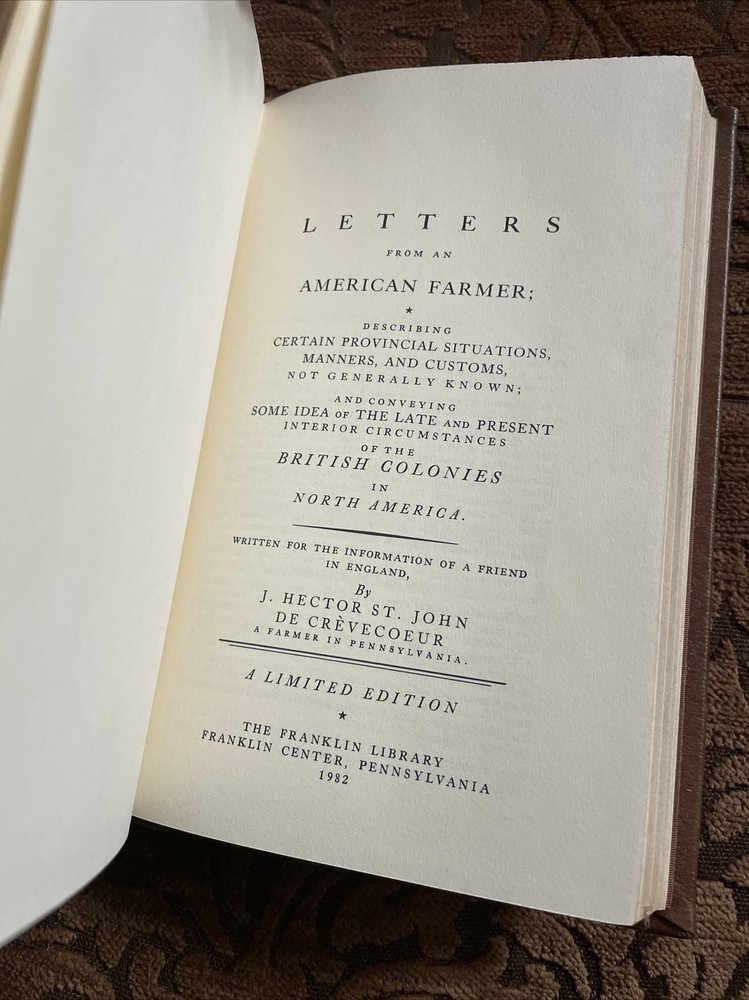 LETTERS
FROM AN
AMERICAN FARMER;
★
DESCRIBING
CERTAIN PROVINCIAL SITUATIONS,
MANNERS, AND CUSTOMS,
NOT GENERALLY KNOWN;
AND CONVEYING
SOME IDEA OF THE LATE AND PRESENT
INTERIOR CIRCUMSTANCES
OF THE
BRITISH COLONIES
IN
NORTH AMERICA.
WRITTEN FOR THE INFORMATION OF A FRIEND
IN ENGLAND,
By
J. HECTOR ST. JOHN
DE CRÈVECOEUR
A FARMER IN PENNSYLVANIA.
A LIMITED EDITION
★
THE FRANKLIN LIBRARY
FRANKLIN CENTER, PENNSYLVANIA
1982